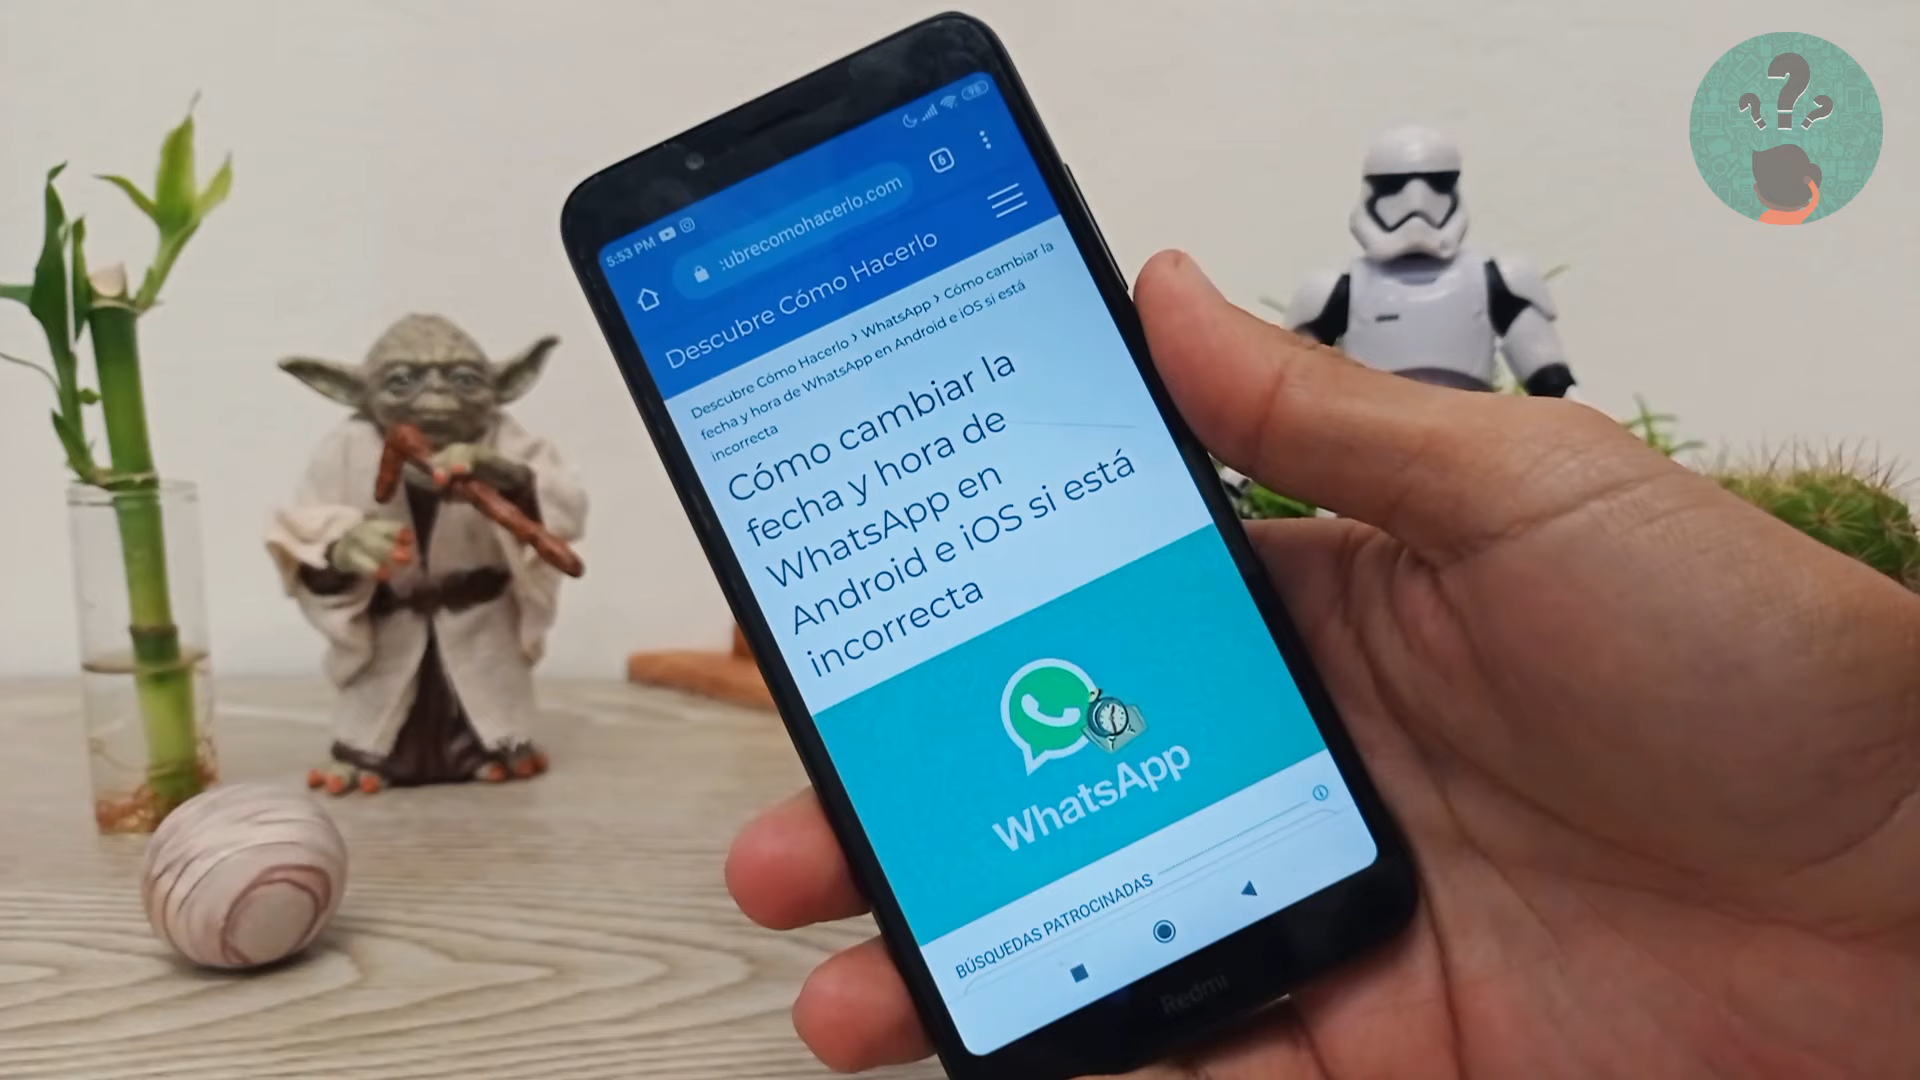 5:53 PM
98
:ubrecomohacerlo.com
6
Descubre Cómo Hacerlo
Descubre Cómo Hacerlo › WhatsApp › Cómo cambiar la
fecha y hora de WhatsApp en Android e iOS si está
incorrecta
Cómo cambiar la
fecha y hora de
WhatsApp en
Android e iOS si está
incorrecta
WhatsApp
BÚSQUEDAS PATROCINADAS
Redmi
???